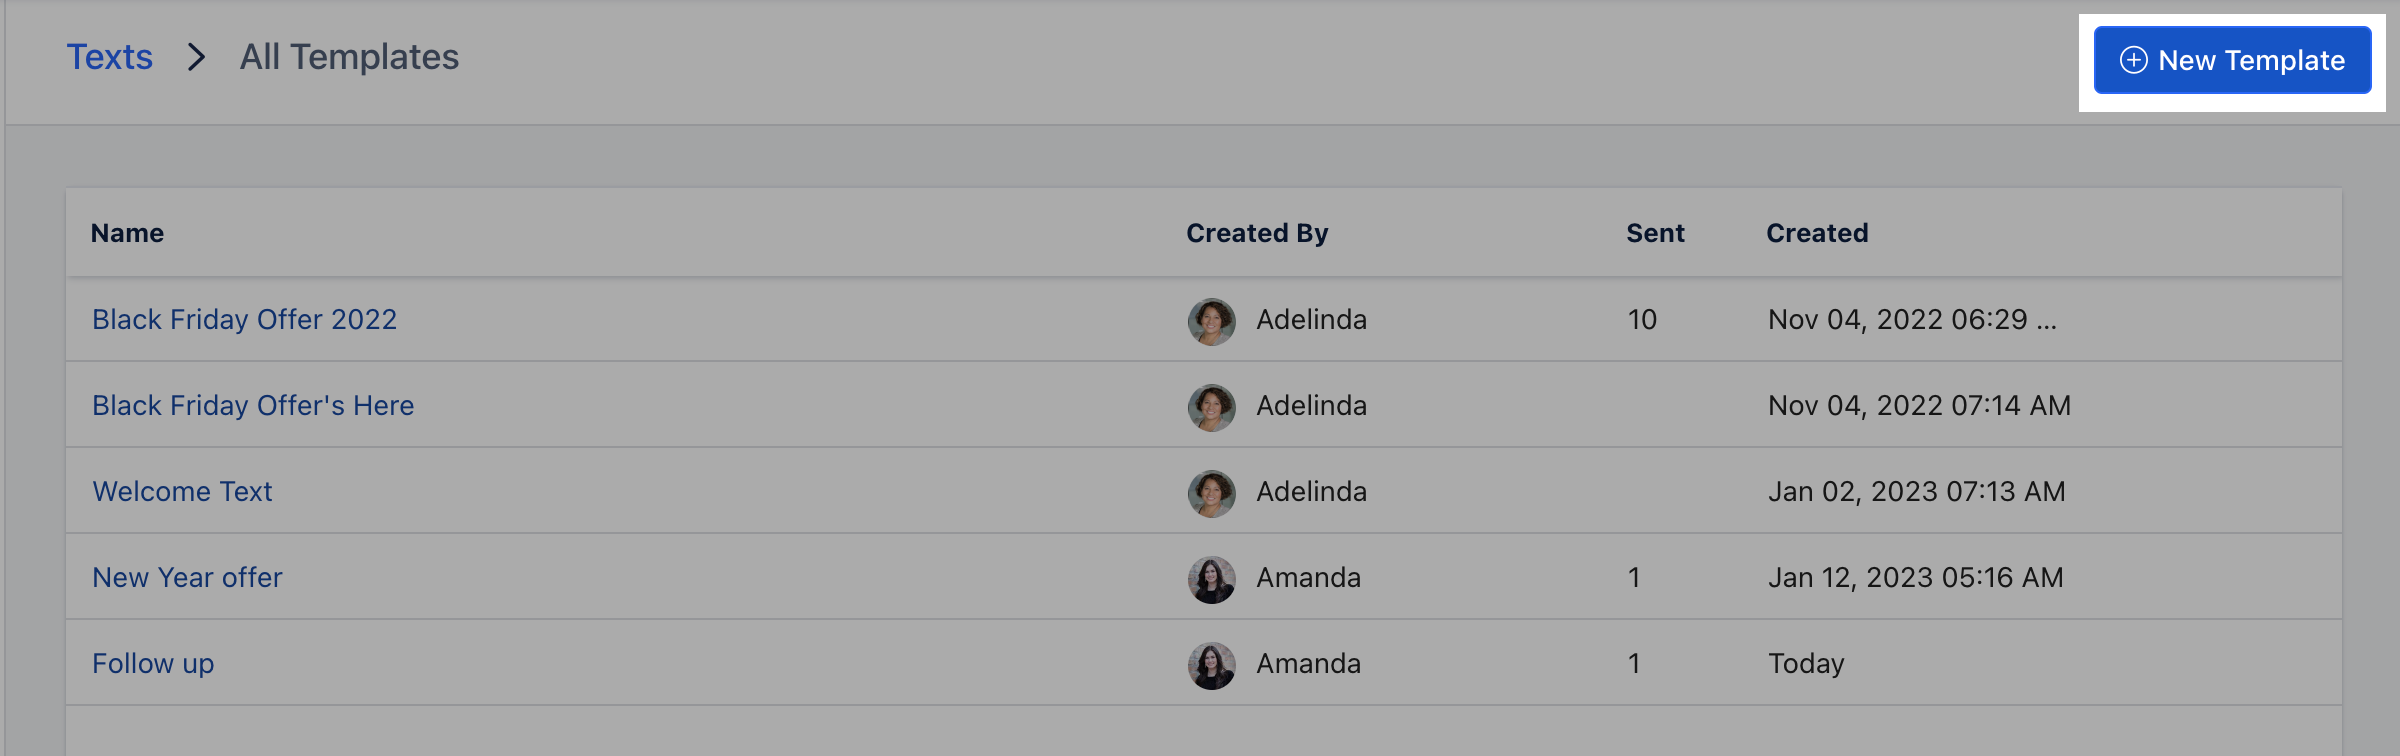 Texts > All Templates
New Template
Name Created By Sent Created
Black Friday Offer 2022 Adelinda 10 Nov 04, 2022 06:29 ...
Black Friday Offer's Here Adelinda Nov 04, 2022 07:14 AM
Welcome Text Adelinda Jan 02, 2023 07:13 AM
New Year offer Amanda 1 Jan 12, 2023 05:16 AM
Follow up Amanda 1 Today